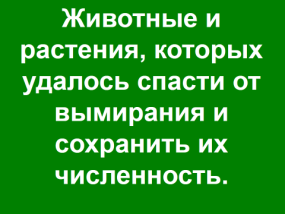 Животные и
растения, которых
удалось спасти от
вымирания и
сохранить их
численность.